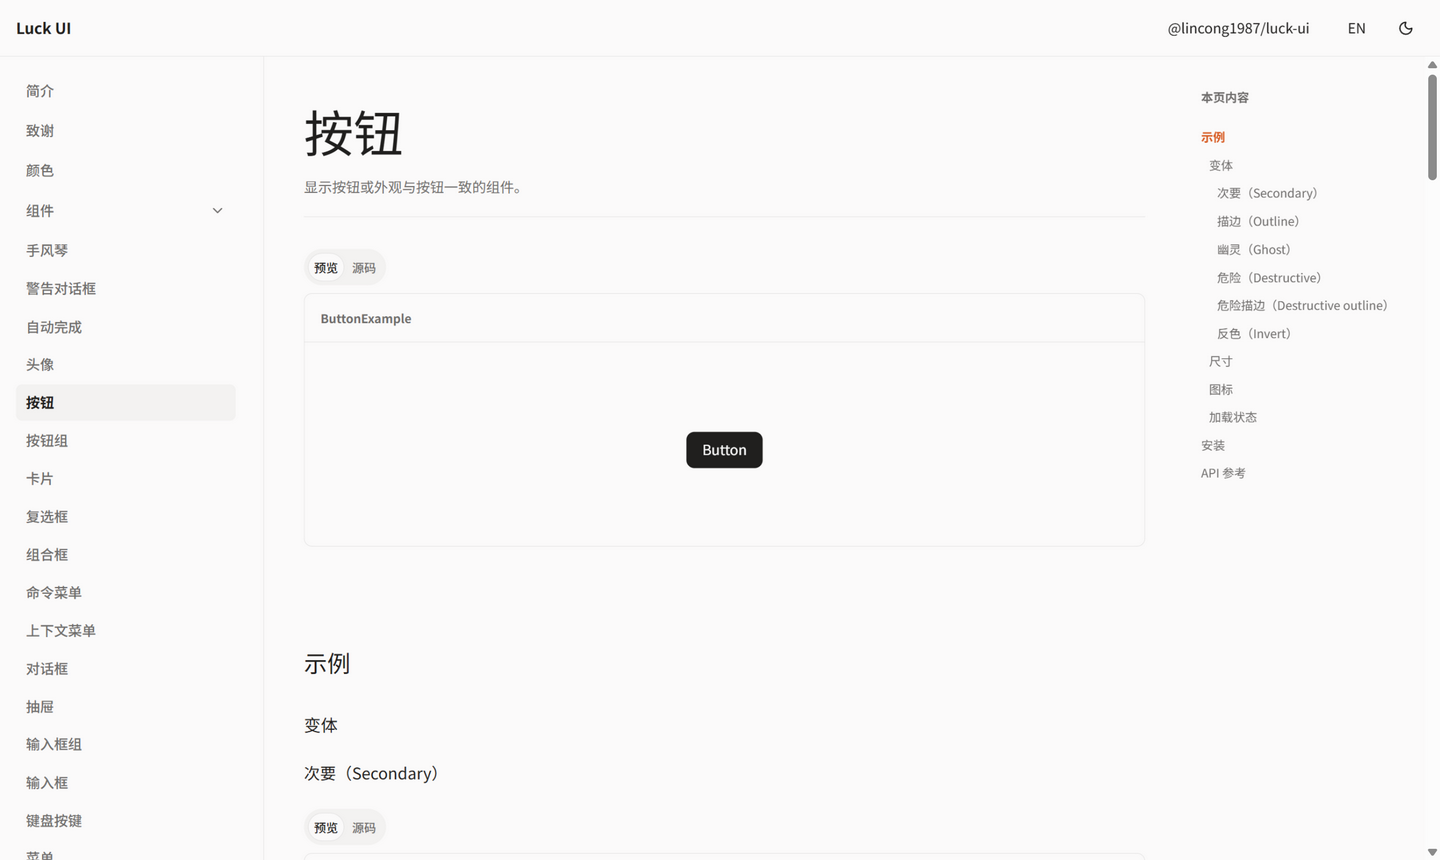 Luck UI
@lincong1987/luck-ui
EN
简介
致谢
颜色
组件
手风琴
警告对话框
自动完成
头像
按钮
按钮组
卡片
复选框
组合框
命令菜单
上下文菜单
对话框
抽屉
输入框组
输入框
键盘按键
菜单
按钮
显示按钮或外观与按钮一致的组件。
预览 源码
ButtonExample
Button
示例
变体
次要（Secondary）
预览 源码
本页内容
示例
变体
次要（Secondary）
描边（Outline）
幽灵（Ghost）
危险（Destructive）
危险描边（Destructive outline）
反色（Invert）
尺寸
图标
加载状态
安装
API 参考